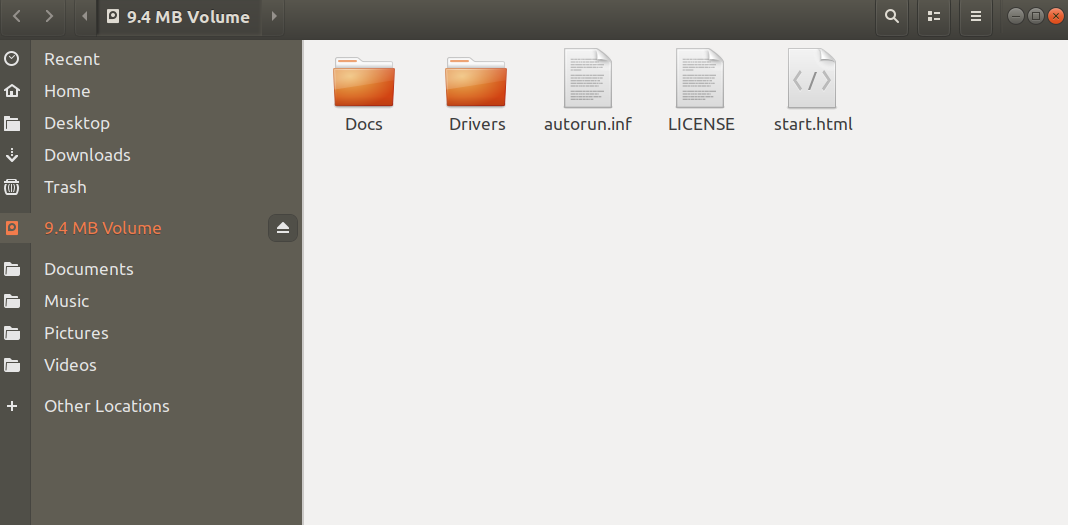 9.4 MB Volume
Recent
Home
Desktop
Downloads
Trash
9.4 MB Volume
Documents
Music
Pictures
Videos
Other Locations
Docs
Drivers
autorun.inf
LICENSE
start.html